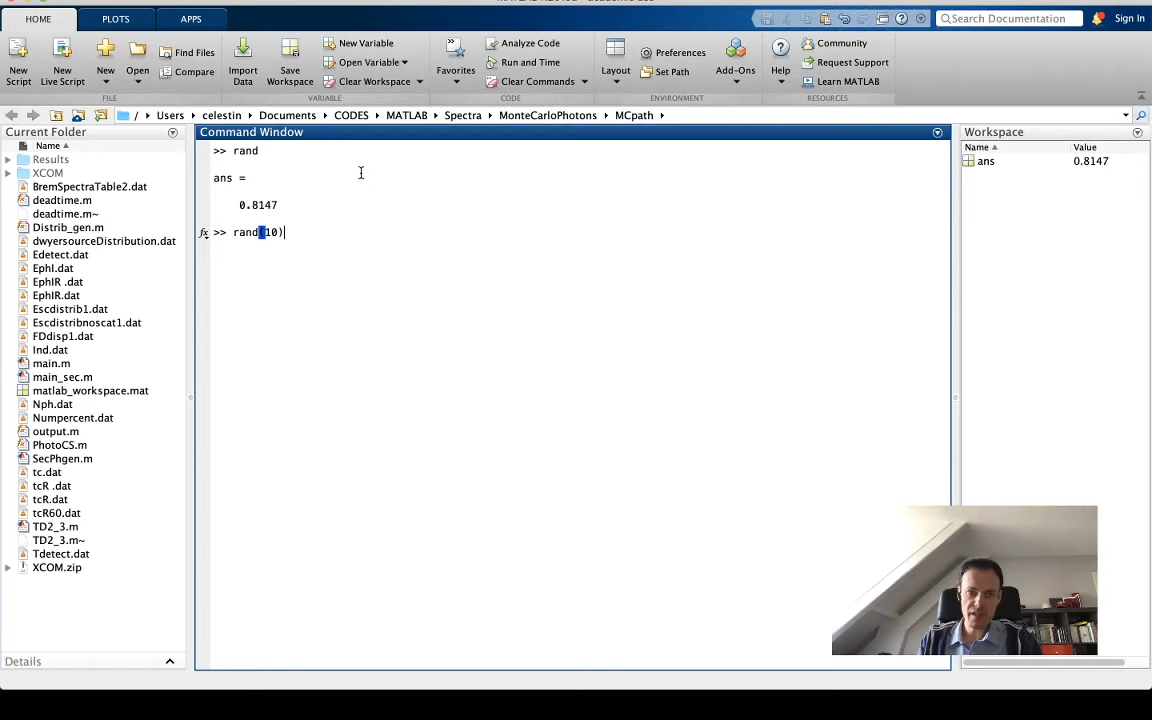 HOME PLOTS APPS Search Documentation Sign In
New Script New Live Script New Open Find Files Compare Import Data Save Workspace New Variable Open Variable Clear Workspace Favorites Analyze Code Run and Time Clear Commands Layout Preferences Set Path Add-Ons Help Community Request Support Learn MATLAB
FILE VARIABLE CODE ENVIRONMENT RESOURCES
/ Users celestin Documents CODES MATLAB Spectra MonteCarloPhotons MCpath
Current Folder
Name
Results
XCOM
BremSpectraTable2.dat
deadtime.m
deadtime.m~
Distrib_gen.m
dwyersourceDistribution.dat
Edetect.dat
EphI.dat
EphIR .dat
EphIR.dat
Escdistrib1.dat
Escdistribnoscat1.dat
FDdisp1.dat
Ind.dat
main.m
main_sec.m
matlab_workspace.mat
Nph.dat
Numpercent.dat
output.m
PhotoCS.m
SecPhgen.m
tc.dat
tcR .dat
tcR.dat
tcR60.dat
TD2_3.m
TD2_3.m~
Tdetect.dat
XCOM.zip
Details
Command Window
>> rand
ans =
0.8147
fx >> rand(10)
Workspace
Name Value
ans 0.8147